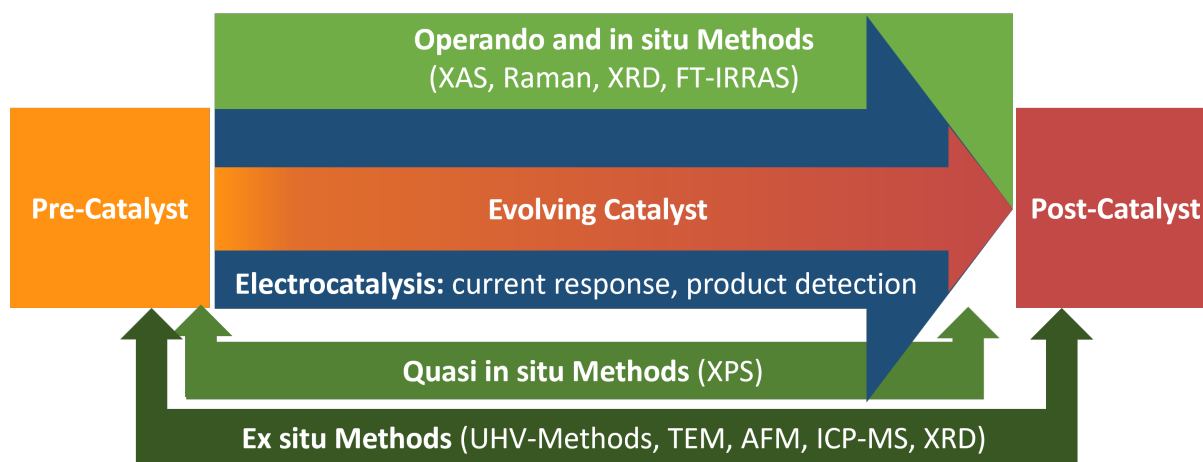 Operando and in situ Methods
(XAS, Raman, XRD, FT-IRRAS)
Pre-Catalyst
Evolving Catalyst
Post-Catalyst
Electrocatalysis: current response, product detection
Quasi in situ Methods (XPS)
Ex situ Methods (UHV-Methods, TEM, AFM, ICP-MS, XRD)